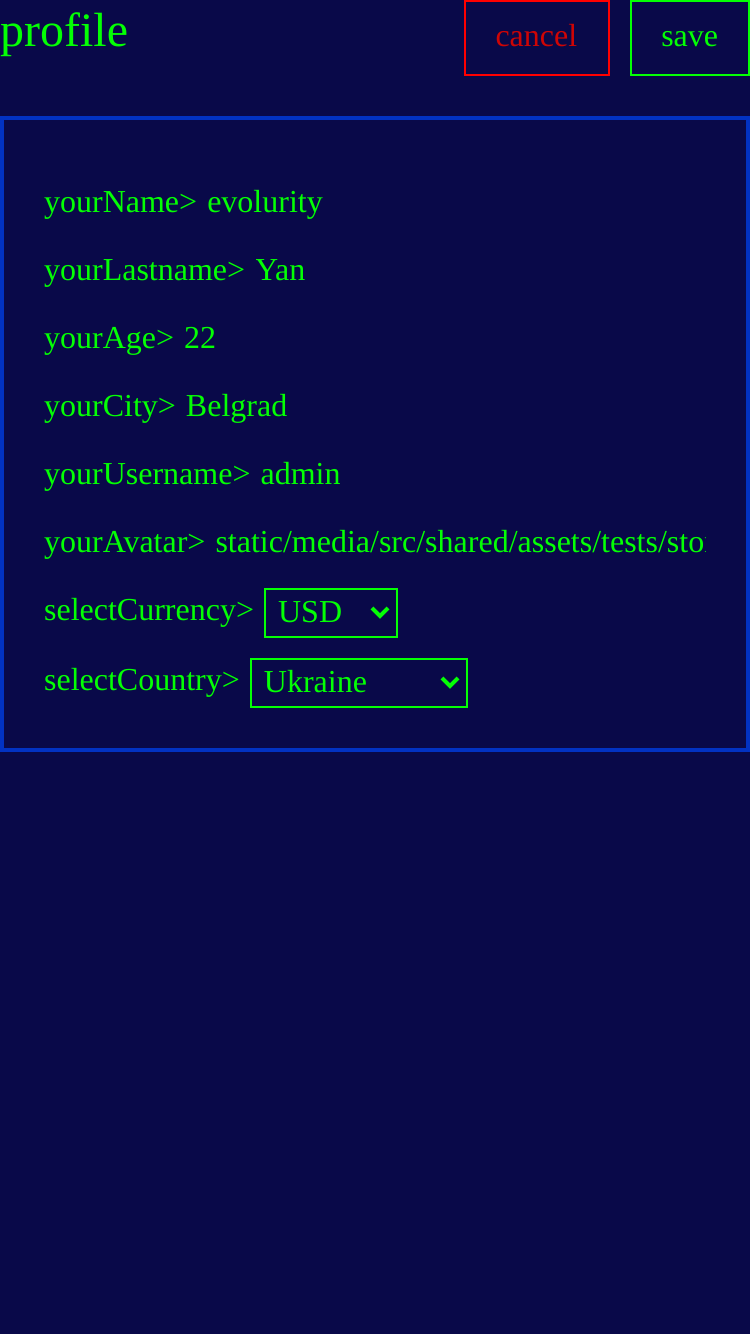 profile
cancel
save
yourName> evolurity
yourLastname> Yan
yourAge> 22
yourCity> Belgrad
yourUsername> admin
yourAvatar> static/media/src/shared/assets/tests/sto
selectCurrency> USD
selectCountry> Ukraine